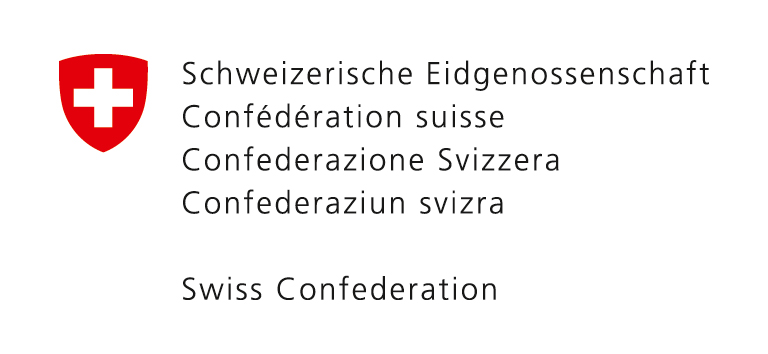 Schweizerische Eidgenossenschaft
Confédération suisse
Confederazione Svizzera
Confederaziun svizra
Swiss Confederation